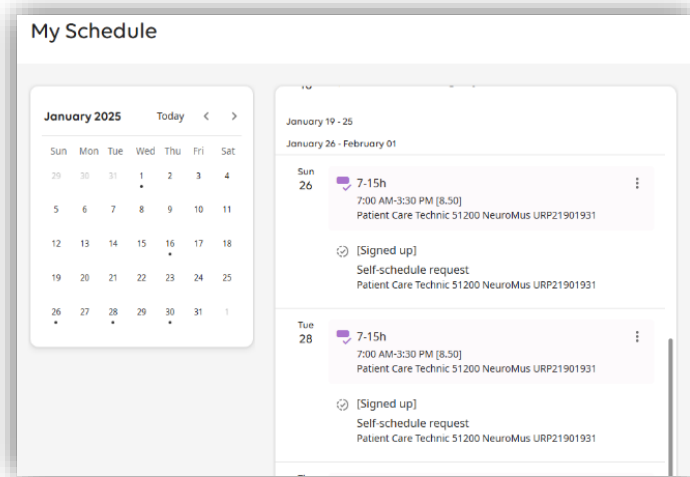 My Schedule
January 2025 Today < >
Sun Mon Tue Wed Thu Fri Sat
29 30 31 1 2 3 4
5 6 7 8 9 10 11
12 13 14 15 16 17 18
19 20 21 22 23 24 25
26 27 28 29 30 31 1
January 19 - 25
January 26 - February 01
Sun
26
7-15h
7:00 AM-3:30 PM [8.50]
Patient Care Technic 51200 NeuroMus URP21901931
[Signed up]
Self-schedule request
Patient Care Technic 51200 NeuroMus URP21901931
Tue
28
7-15h
7:00 AM-3:30 PM [8.50]
Patient Care Technic 51200 NeuroMus URP21901931
[Signed up]
Self-schedule request
Patient Care Technic 51200 NeuroMus URP21901931